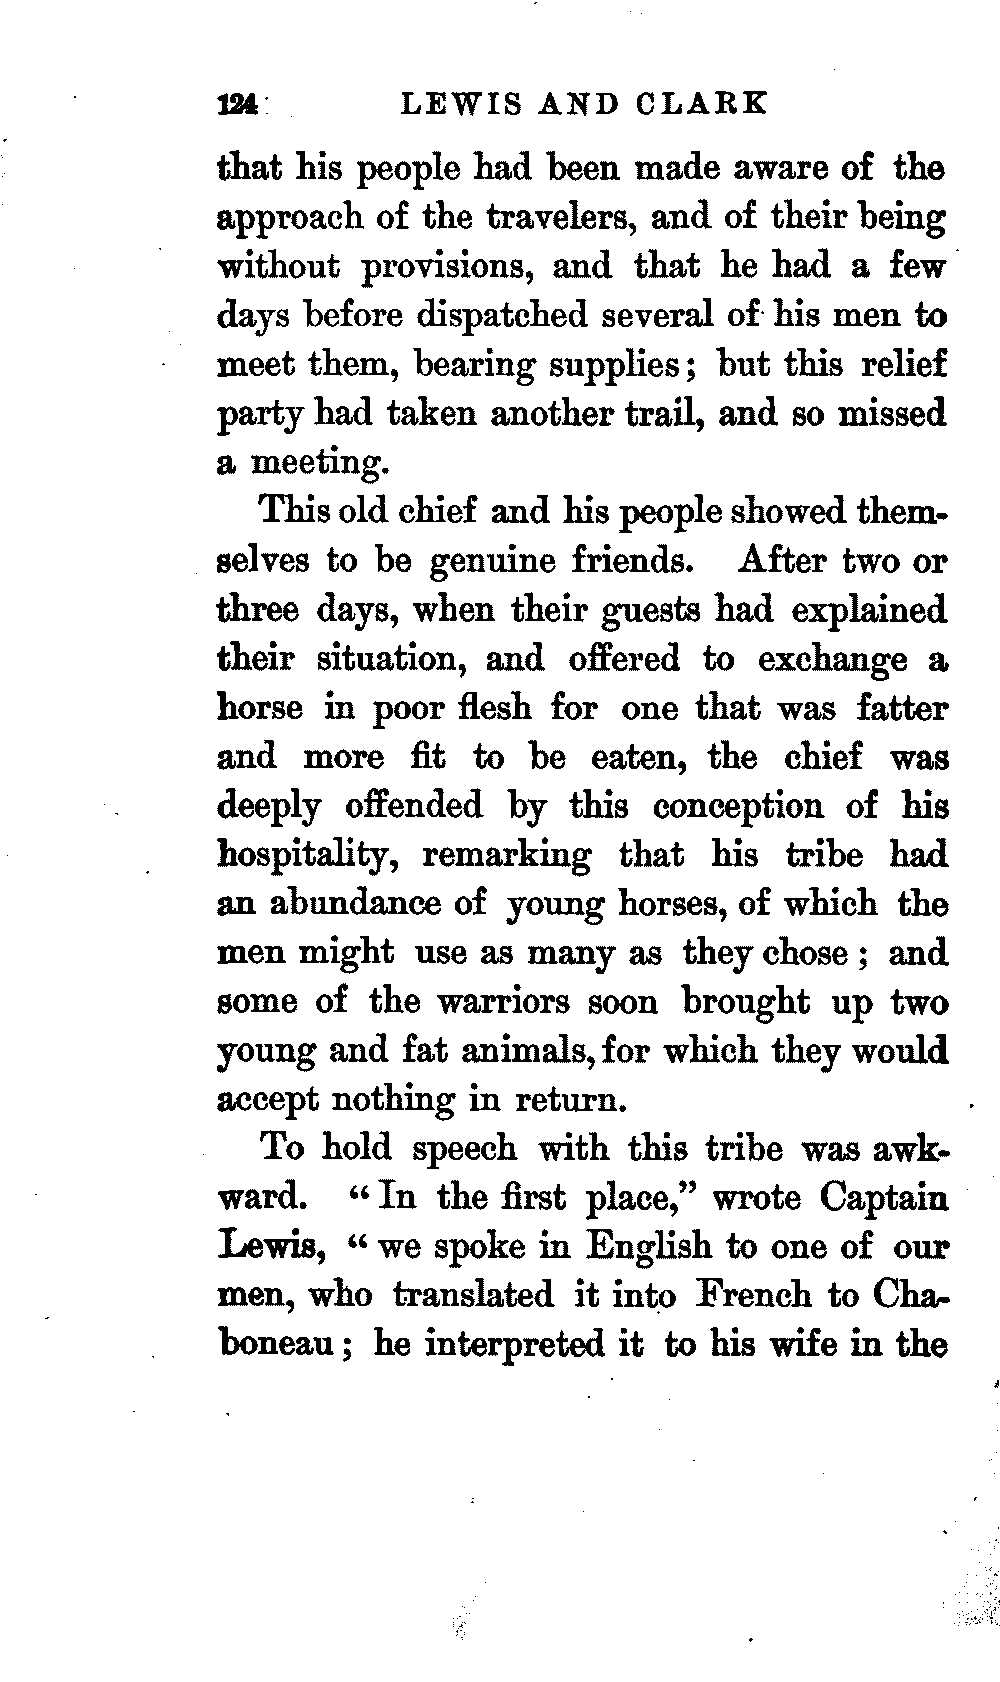 124 LEWIS AND CLARK
that his people had been made aware of the
approach of the travelers, and of their being
without provisions, and that he had a few
days before dispatched several of his men to
meet them, bearing supplies; but this relief
party had taken another trail, and so missed
a meeting.
This old chief and his people showed them-
selves to be genuine friends. After two or
three days, when their guests had explained
their situation, and offered to exchange a
horse in poor flesh for one that was fatter
and more fit to be eaten, the chief was
deeply offended by this conception of his
hospitality, remarking that his tribe had
an abundance of young horses, of which the
men might use as many as they chose; and
some of the warriors soon brought up two
young and fat animals, for which they would
accept nothing in return.
To hold speech with this tribe was awk-
ward. "In the first place," wrote Captain
Lewis, "we spoke in English to one of our
men, who translated it into French to Cha-
boneau; he interpreted it to his wife in the